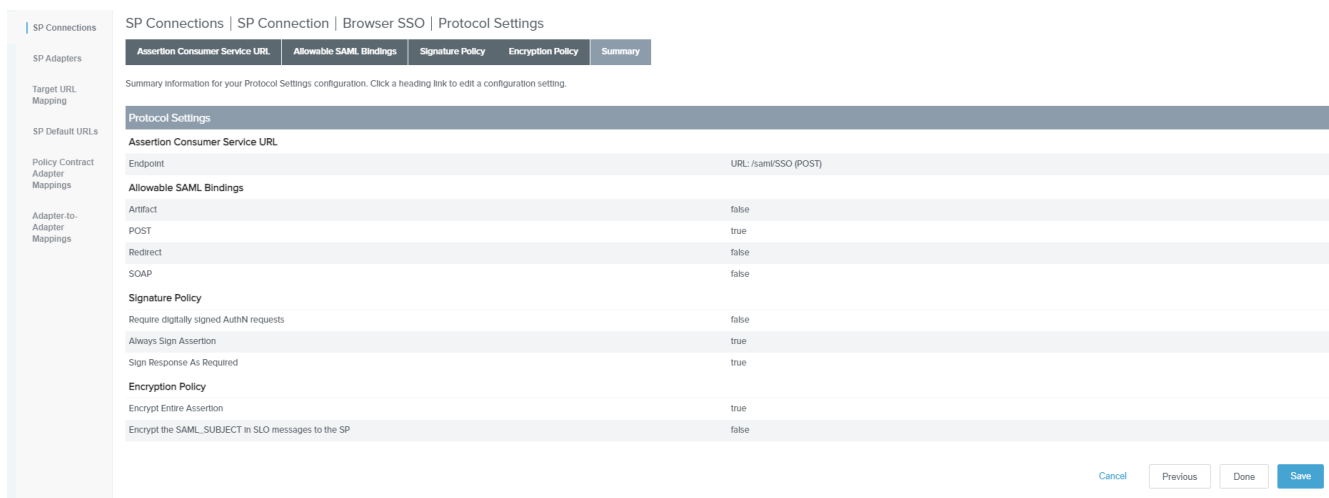 SP Connections
SP Adapters
Target URL
Mapping
SP Default URLs
Policy Contract
Adapter
Mappings
Adapter-to-
Adapter
Mappings
SP Connections | SP Connection | Browser SSO | Protocol Settings
Assertion Consumer Service URL Allowable SAML Bindings Signature Policy Encryption Policy Summary
Summary information for your Protocol Settings configuration. Click a heading link to edit a configuration setting.
Protocol Settings
Assertion Consumer Service URL
Endpoint URL: /saml/SSO (POST)
Allowable SAML Bindings
Artifact false
POST true
Redirect false
SOAP false
Signature Policy
Require digitally signed AuthN requests false
Always Sign Assertion true
Sign Response As Required true
Encryption Policy
Encrypt Entire Assertion true
Encrypt the SAML_SUBJECT in SLO messages to the SP false
Cancel Previous Done Save